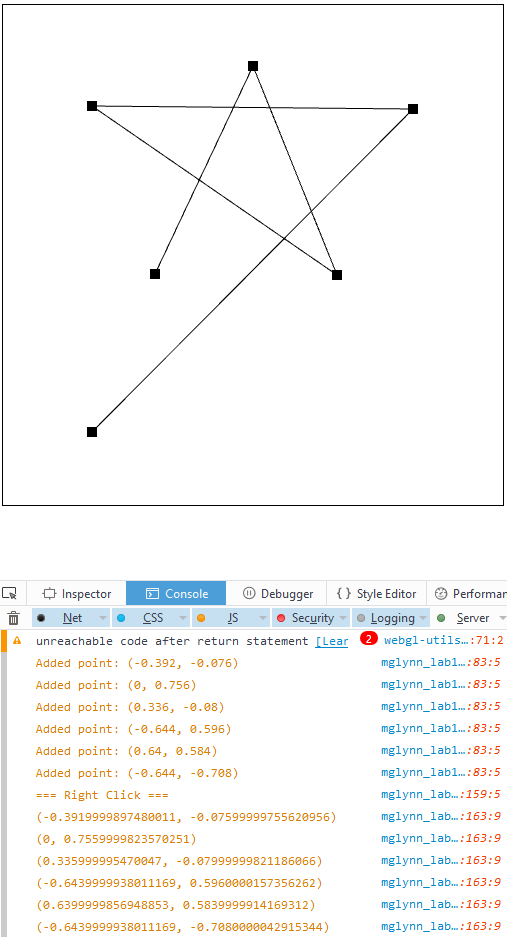 Inspector Console Debugger Style Editor Performan
Net CSS JS Security Logging Server
unreachable code after return statement [Lear 2 webgl-utils…:71:2
Added point: (-0.392, -0.076) mglynn_lab1…:83:5
Added point: (0, 0.756) mglynn_lab1…:83:5
Added point: (0.336, -0.08) mglynn_lab1…:83:5
Added point: (-0.644, 0.596) mglynn_lab1…:83:5
Added point: (0.64, 0.584) mglynn_lab1…:83:5
Added point: (-0.644, -0.708) mglynn_lab1…:83:5
=== Right Click === mglynn_lab…:159:5
(-0.3919999897480011, -0.07599999755620956) mglynn_lab…:163:9
(0, 0.7559999823570251) mglynn_lab…:163:9
(0.335999995470047, -0.07999999821186066) mglynn_lab…:163:9
(-0.6439999938011169, 0.5960000157356262) mglynn_lab…:163:9
(0.6399999856948853, 0.5839999914169312) mglynn_lab…:163:9
(-0.6439999938011169, -0.7080000042915344) mglynn_lab…:163:9